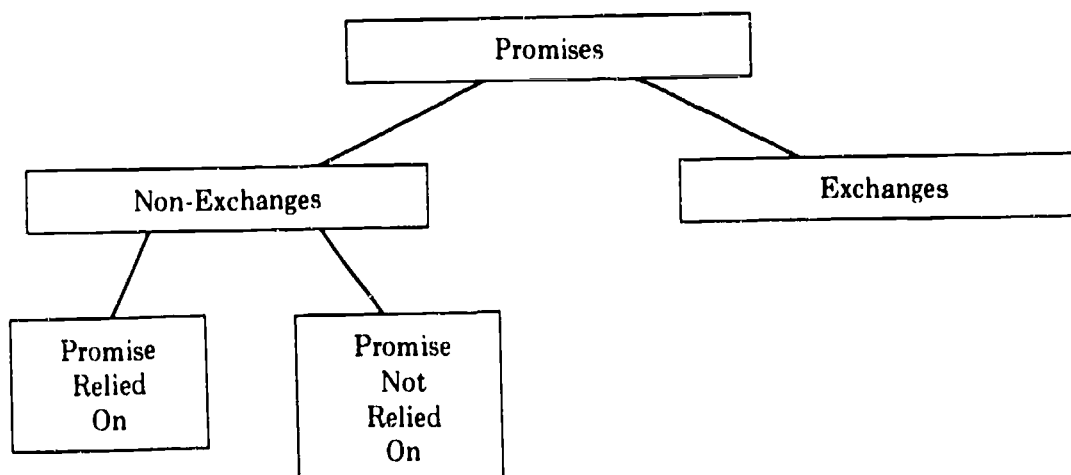 Promises
Non-Exchanges
Exchanges
Promise
Relied
On
Promise
Not
Relied
On